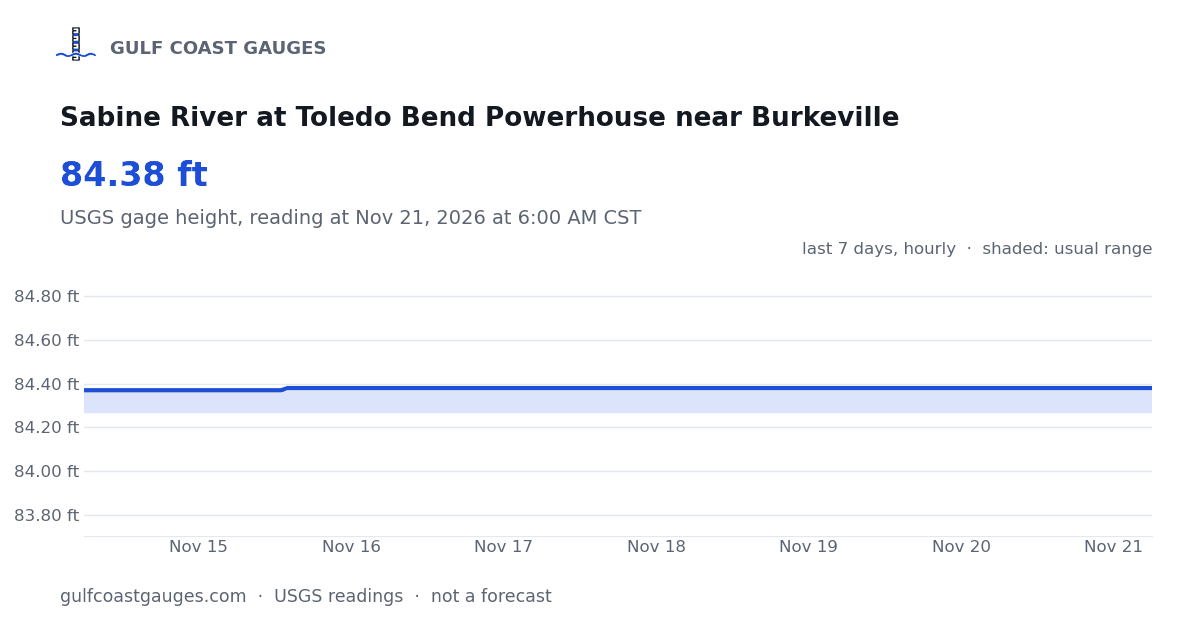 GULF COAST GAUGES
Sabine River at Toledo Bend Powerhouse near Burkeville
84.38 ft
USGS gage height, reading at Nov 21, 2026 at 6:00 AM CST
last 7 days, hourly · shaded: usual range
84.80 ft
84.60 ft
84.40 ft
84.20 ft
84.00 ft
83.80 ft
Nov 15 Nov 16 Nov 17 Nov 18 Nov 19 Nov 20 Nov 21
gulfcoastgauges.com · USGS readings · not a forecast